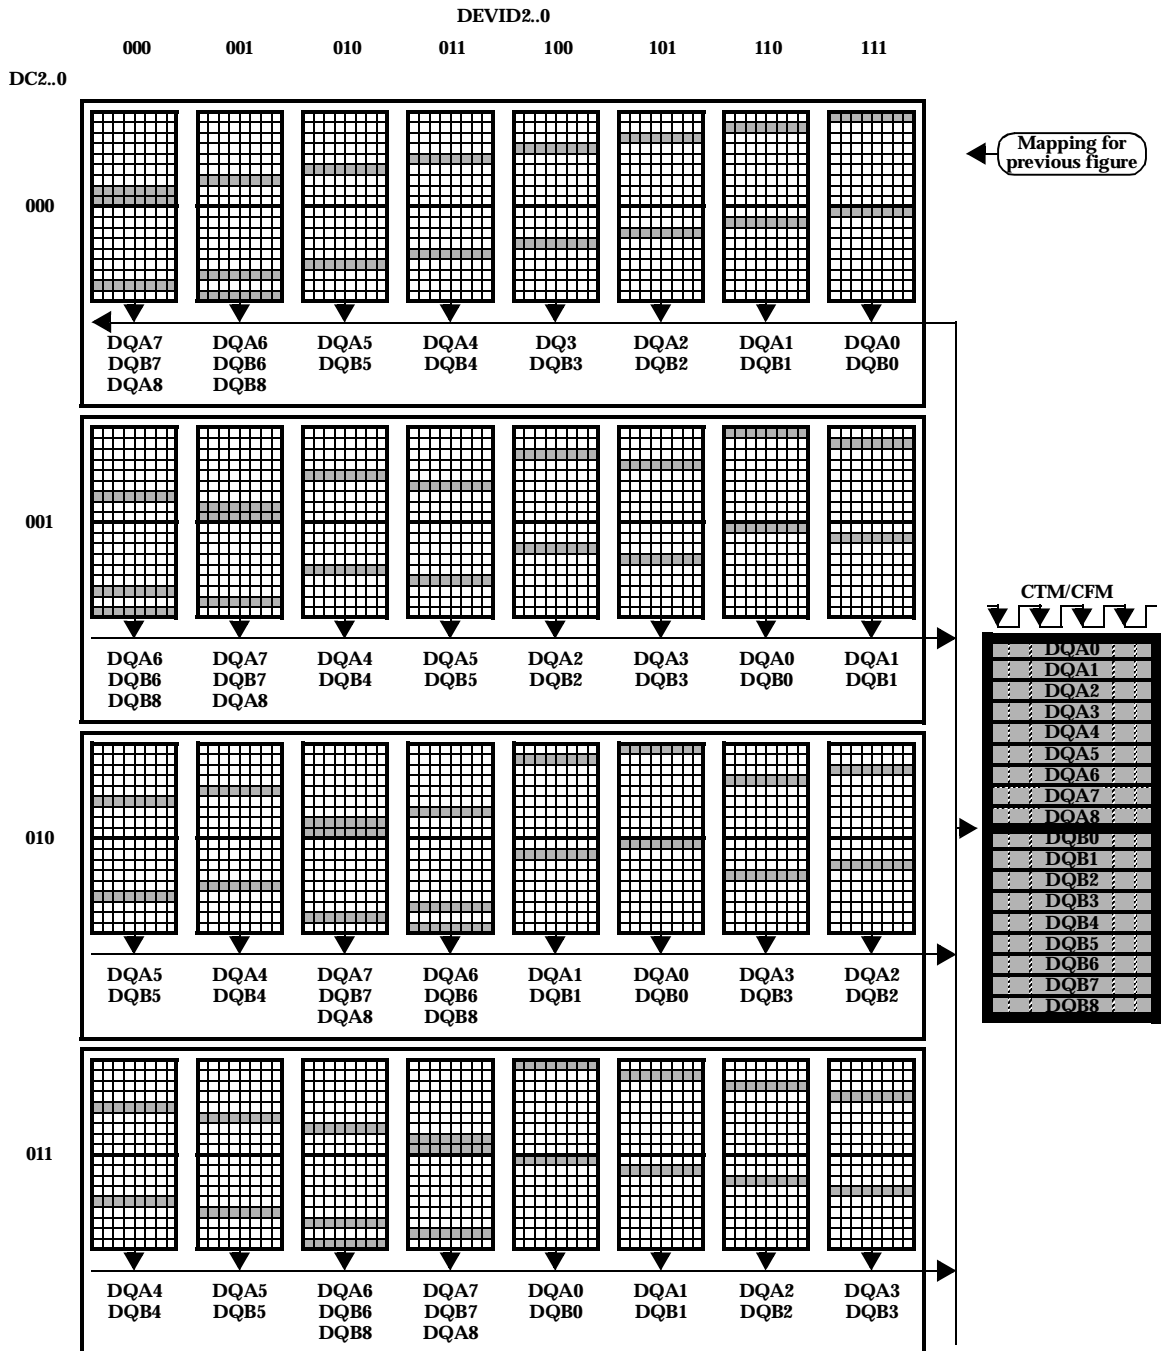 DEVID2..0
000 001 010 011 100 101 110 111
DC2..0
Mapping for
previous figure
000
DQA7 DQA6 DQA5 DQA4 DQ3 DQA2 DQA1 DQA0
DQB7 DQB6 DQB5 DQB4 DQB3 DQB2 DQB1 DQB0
DQA8 DQB8
001
DQA6 DQA7 DQA4 DQA5 DQA2 DQA3 DQA0 DQA1
DQB6 DQB7 DQB4 DQB5 DQB2 DQB3 DQB0 DQB1
DQB8 DQA8
010
DQA5 DQA4 DQA7 DQA6 DQA1 DQA0 DQA3 DQA2
DQB5 DQB4 DQB7 DQB6 DQB1 DQB0 DQB3 DQB2
DQA8 DQB8
011
DQA4 DQA5 DQA6 DQA7 DQA0 DQA1 DQA2 DQA3
DQB4 DQB5 DQB6 DQB7 DQB0 DQB1 DQB2 DQB3
DQB8 DQA8
CTM/CFM
DQA0
DQA1
DQA2
DQA3
DQA4
DQA5
DQA6
DQA7
DQA8
DQB0
DQB1
DQB2
DQB3
DQB4
DQB5
DQB6
DQB7
DQB8